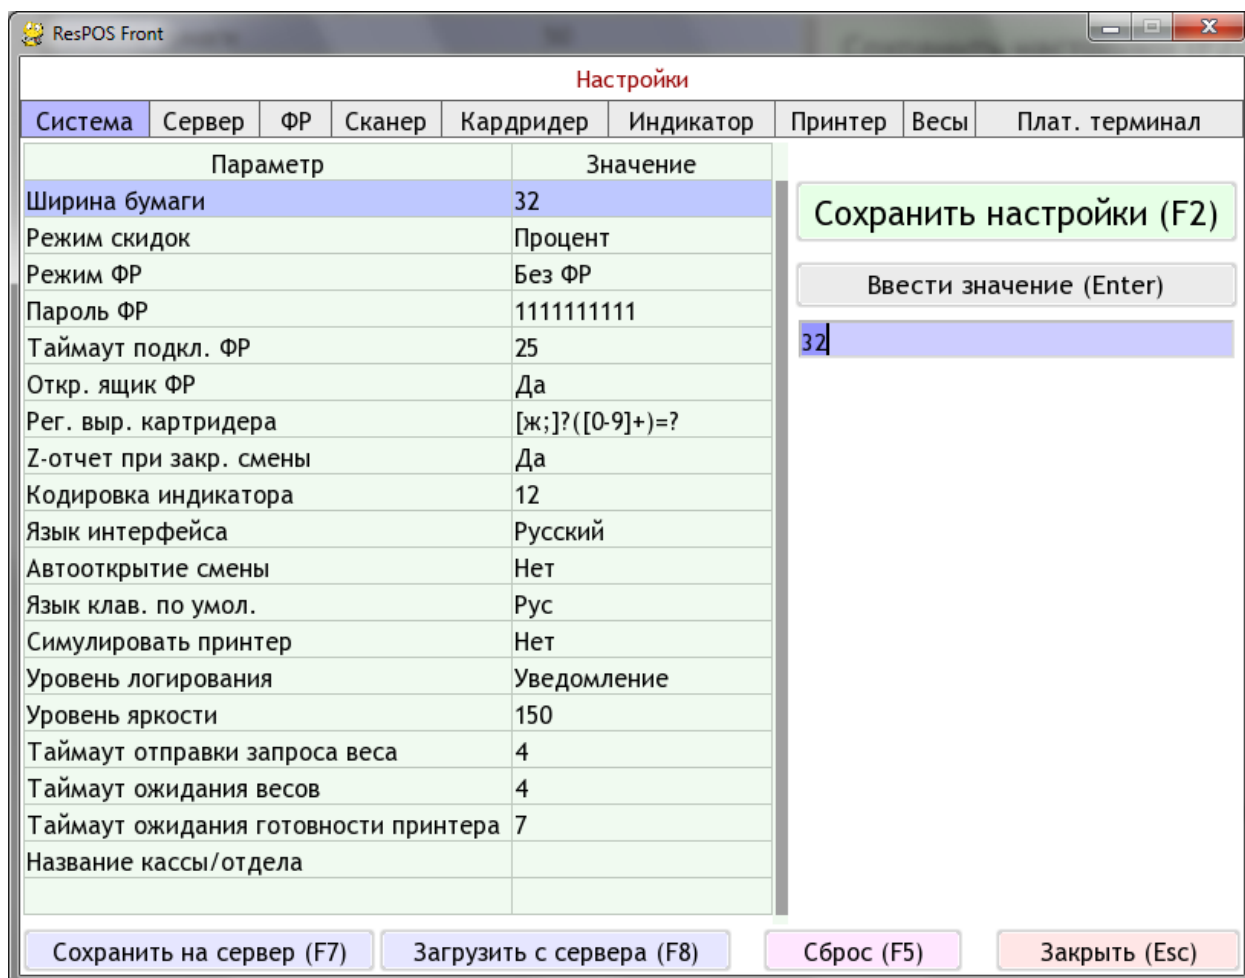 ResPOS Front
Настройки
Система Сервер ФР Сканер Кардридер Индикатор Принтер Весы Плат. терминал
Параметр Значение
Ширина бумаги 32
Сохранить настройки (F2)
Режим скидок Процент
Режим ФР Без ФР
Ввести значение (Enter)
Пароль ФР 1111111111
Таймаут подкл. ФР 25
32
Откр. ящик ФР Да
Рег. выр. картридера [ж;]?([0-9]+)=?
Z-отчет при закр. смены Да
Кодировка индикатора 12
Язык интерфейса Русский
Автооткрытие смены Нет
Язык клав. по умол. Рус
Симулировать принтер Нет
Уровень логирования Уведомление
Уровень яркости 150
Таймаут отправки запроса веса 4
Таймаут ожидания весов 4
Таймаут ожидания готовности принтера 7
Название кассы/отдела
Сохранить на сервер (F7) Загрузить с сервера (F8) Сброс (F5) Закрыть (Esc)